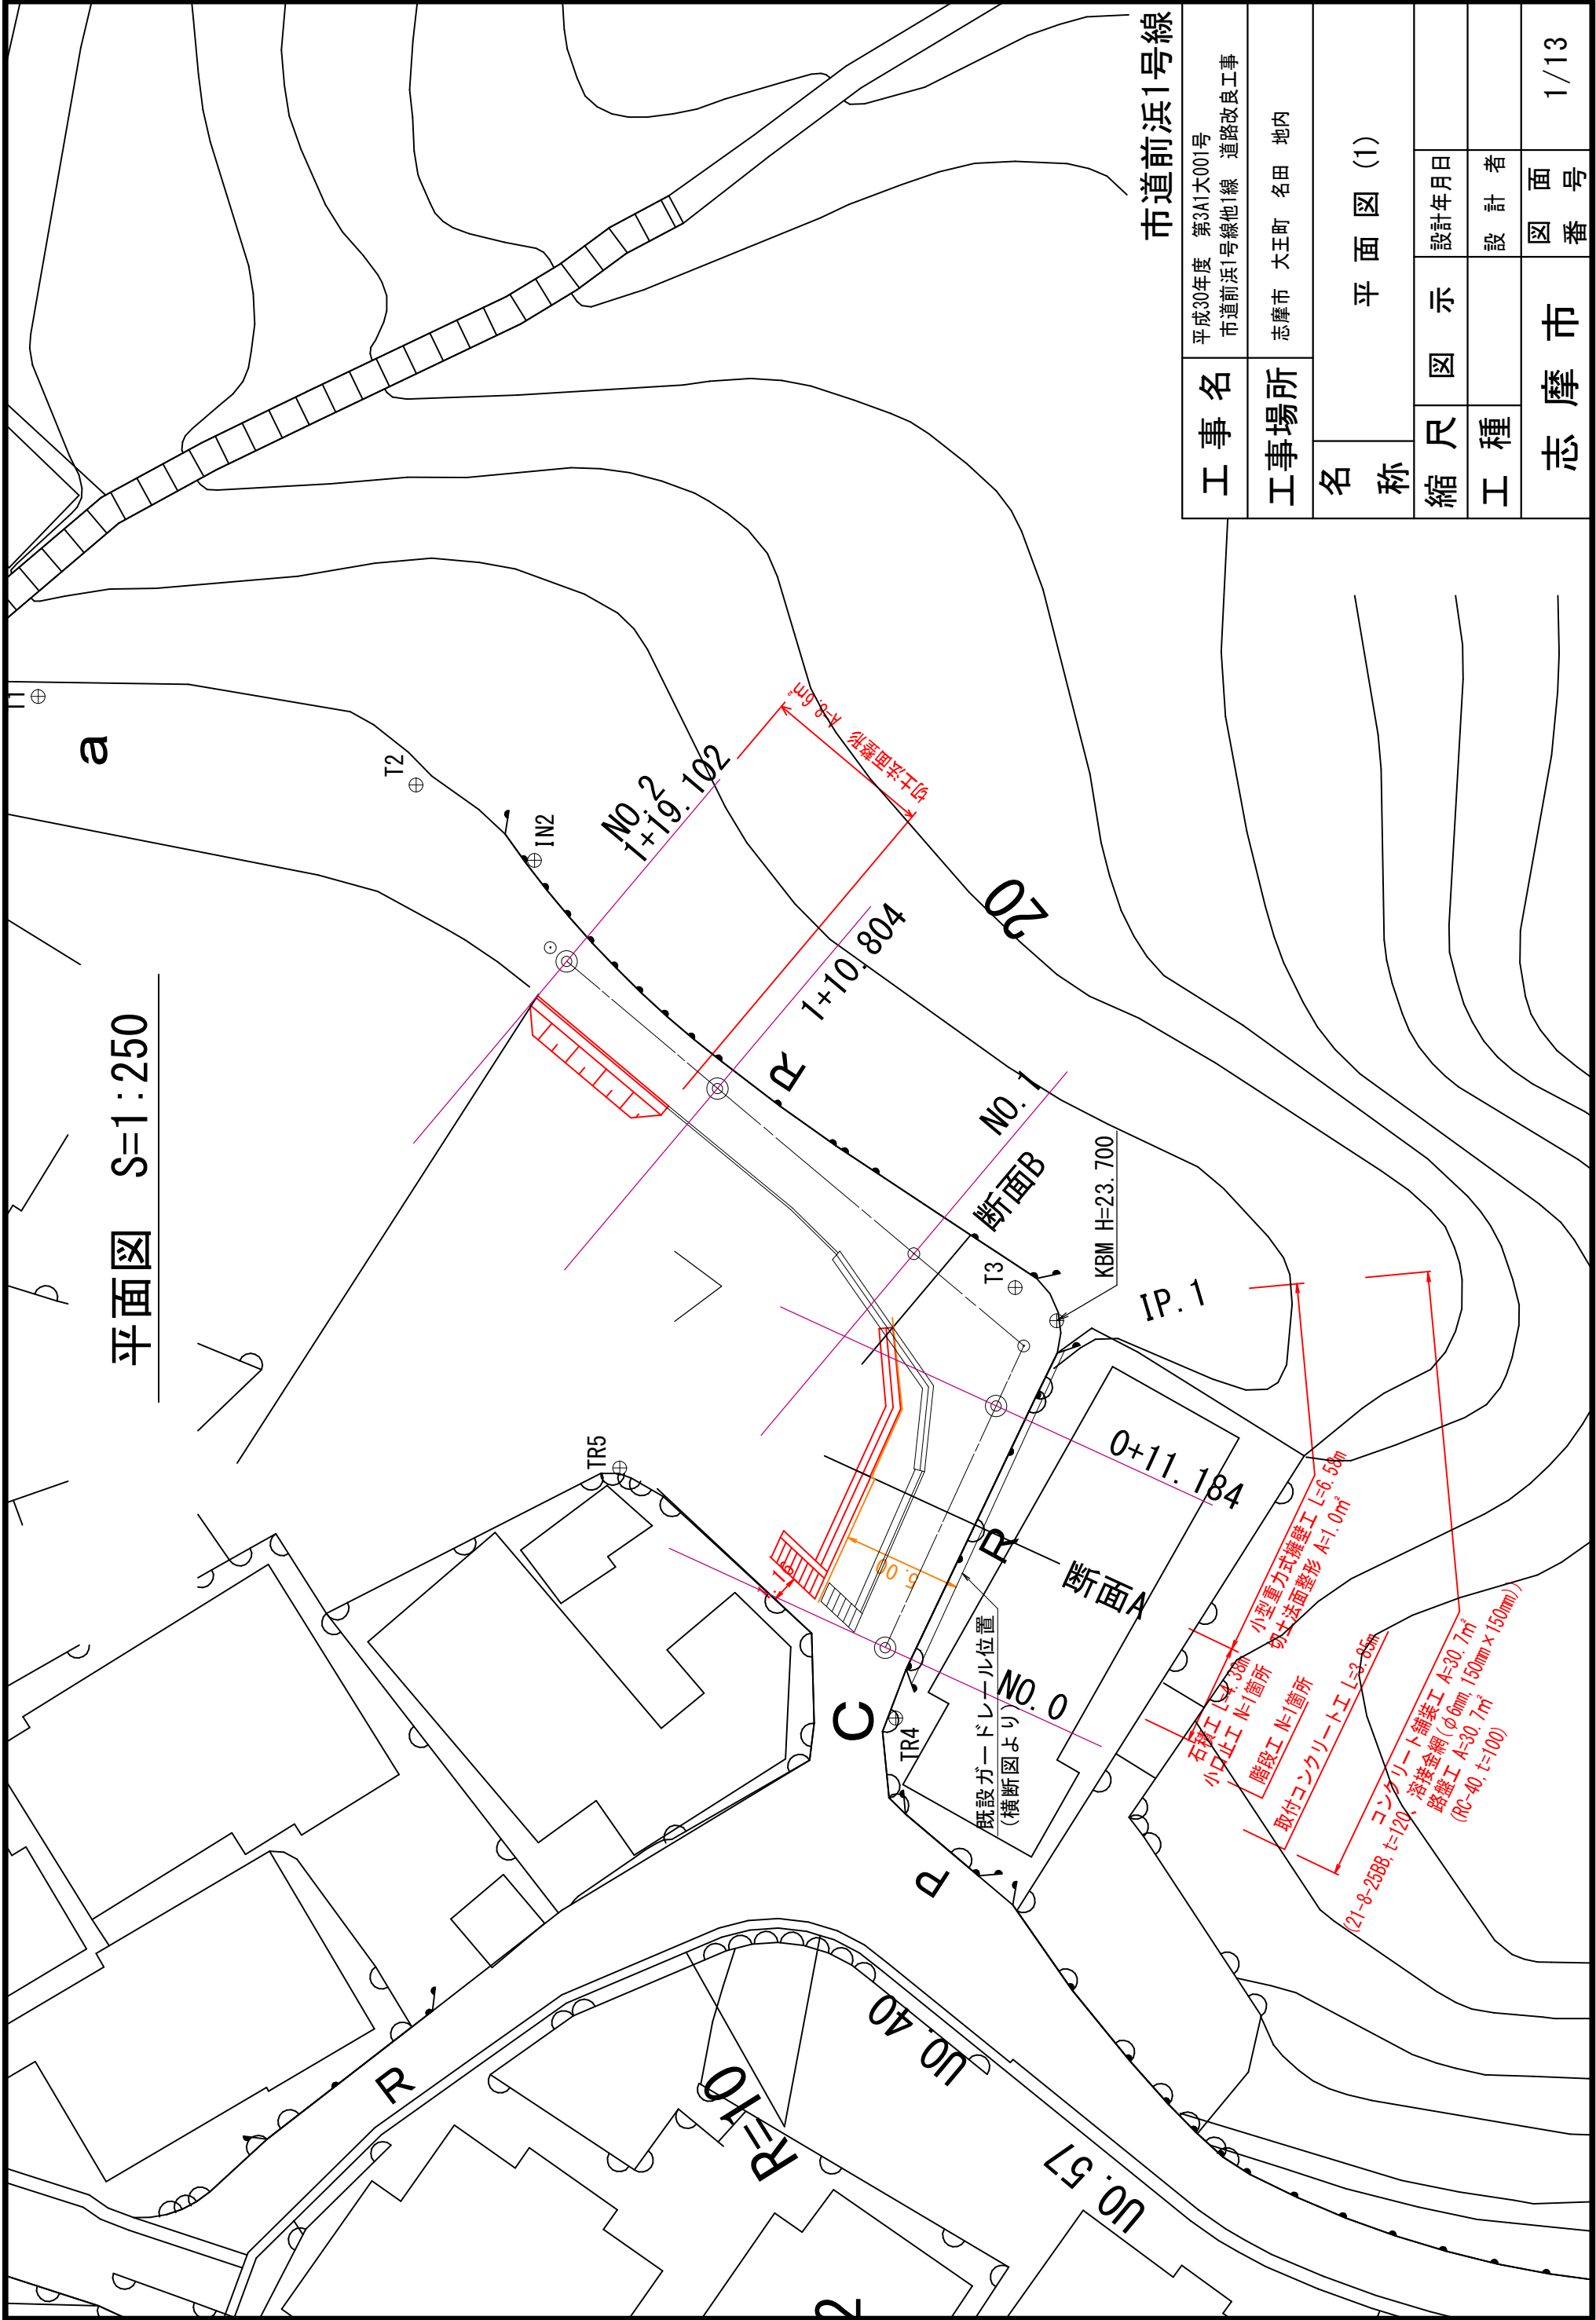 平面図 S=1:250
a
T2
IN2
NO.2
1+19.102
切土法面整形 A=8.6㎡
1+10.804
20
R
NO.1
断面B
T3
KBM H=23.700
IP.1
TR5
0+11.184
5.00
R
断面A
既設ガードレール位置
(横断図より)
NO.0
C
TR4
P
R
R=10
U0.40
U0.57
2
石積工 L=4.38m
小口止工 N=1箇所
小型重力式擁壁工 L=6.58m
切土法面整形 A=1.0㎡
階段工 N=1箇所
取付コンクリート工 L=3.85m
コンクリート舗装工 A=30.7㎡
(21-8-25BB,t=120、溶接金網(φ6mm,150mm×150mm))
路盤工 A=30.7㎡
(RC-40,t=100)
市道前浜1号線
工事名
平成30年度 第3A1大001号
市道前浜1号線他1線 道路改良工事
工事場所
志摩市 大王町 名田 地内
名称
平面図(1)
縮尺
図示
設計年月日
工種
設計者
志摩市
図面番号
1/13